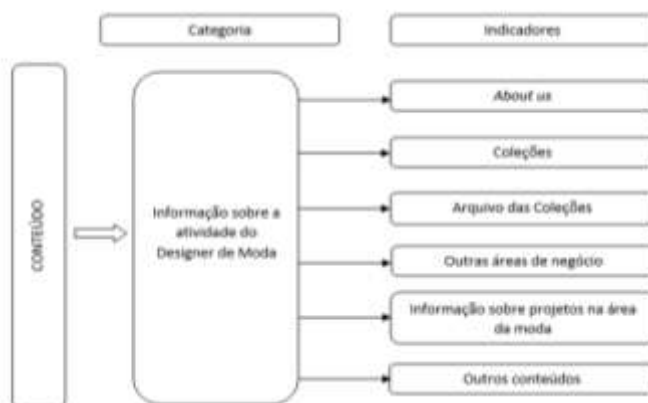 Categoria
Indicadores
CONTEÚDO
Informação sobre a
atividade do
Designer de Moda
About us
Coleções
Arquivo das Coleções
Outras áreas de negócio
Informação sobre projetos na área
da moda
Outros conteúdos